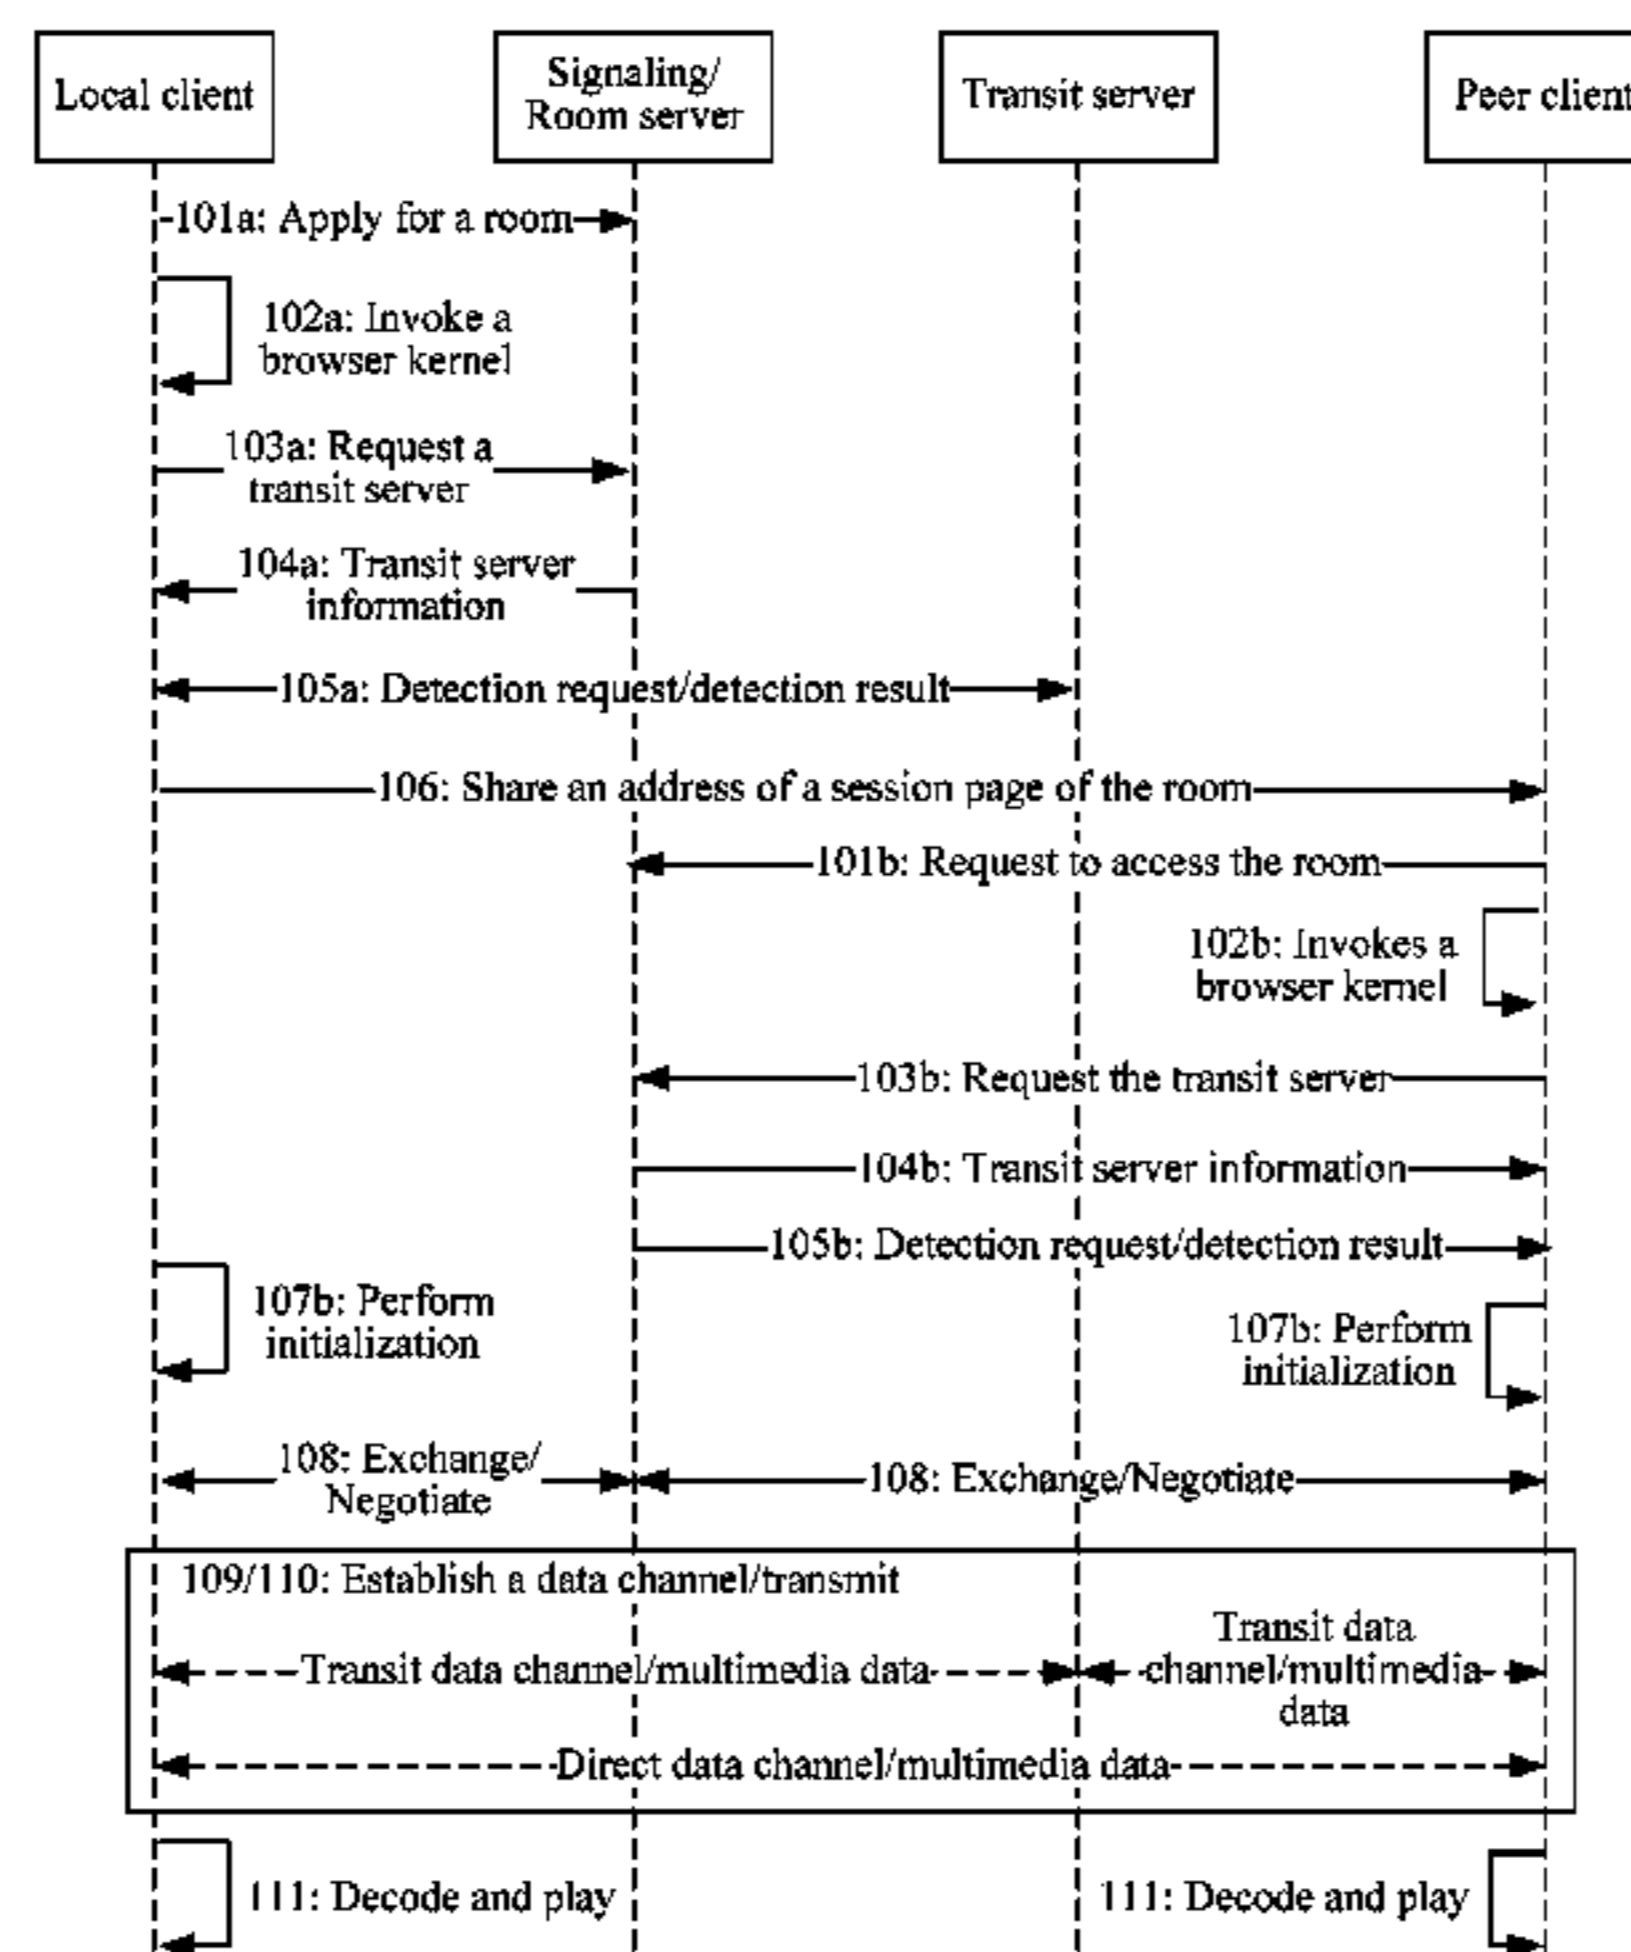 Local client
Signaling/
Room server
Transit server
Peer client
101a: Apply for a room
102a: Invoke a
browser kernel
103a: Request a
transit server
104a: Transit server
information
105a: Detection request/detection result
106: Share an address of a session page of the room
101b: Request to access the room
102b: Invokes a
browser kernel
103b: Request the transit server
104b: Transit server information
105b: Detection request/detection result
107b: Perform
initialization
107b: Perform
initialization
108: Exchange/
Negotiate
108: Exchange/Negotiate
109/110: Establish a data channel/transmit
Transit data channel/multimedia data
Transit data
channel/multimedia
data
Direct data channel/multimedia data
111: Decode and play
111: Decode and play